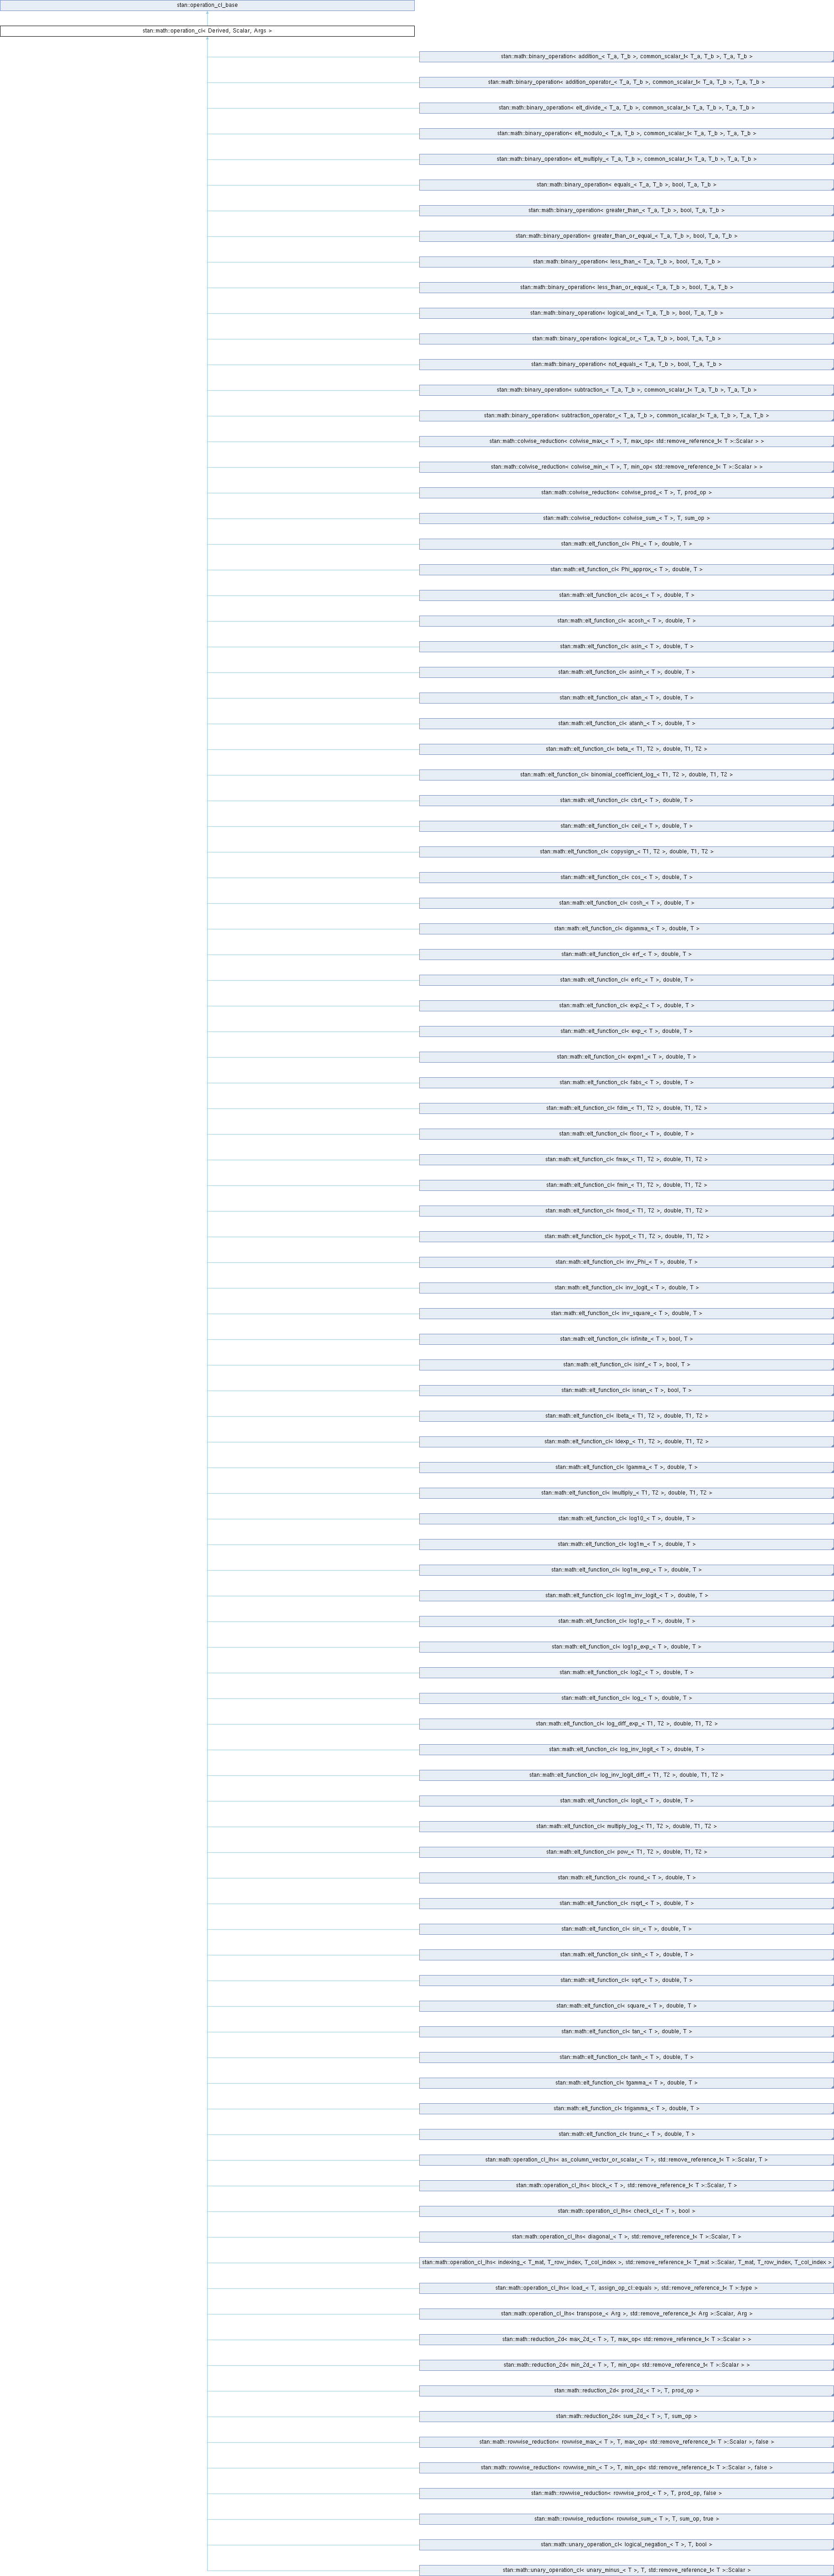 stan::operation_cl_base
stan::math::operation_cl< Derived, Scalar, Args >
stan::math::binary_operation< addition_< T_a, T_b >, common_scalar_t< T_a, T_b >, T_a, T_b >
stan::math::binary_operation< addition_operator_< T_a, T_b >, common_scalar_t< T_a, T_b >, T_a, T_b >
stan::math::binary_operation< elt_divide_< T_a, T_b >, common_scalar_t< T_a, T_b >, T_a, T_b >
stan::math::binary_operation< elt_modulo_< T_a, T_b >, common_scalar_t< T_a, T_b >, T_a, T_b >
stan::math::binary_operation< elt_multiply_< T_a, T_b >, common_scalar_t< T_a, T_b >, T_a, T_b >
stan::math::binary_operation< equals_< T_a, T_b >, bool, T_a, T_b >
stan::math::binary_operation< greater_than_< T_a, T_b >, bool, T_a, T_b >
stan::math::binary_operation< greater_than_or_equal_< T_a, T_b >, bool, T_a, T_b >
stan::math::binary_operation< less_than_< T_a, T_b >, bool, T_a, T_b >
stan::math::binary_operation< less_than_or_equal_< T_a, T_b >, bool, T_a, T_b >
stan::math::binary_operation< logical_and_< T_a, T_b >, bool, T_a, T_b >
stan::math::binary_operation< logical_or_< T_a, T_b >, bool, T_a, T_b >
stan::math::binary_operation< not_equals_< T_a, T_b >, bool, T_a, T_b >
stan::math::binary_operation< subtraction_< T_a, T_b >, common_scalar_t< T_a, T_b >, T_a, T_b >
stan::math::binary_operation< subtraction_operator_< T_a, T_b >, common_scalar_t< T_a, T_b >, T_a, T_b >
stan::math::colwise_reduction< colwise_max_< T >, T, max_op< std::remove_reference_t< T >::Scalar > >
stan::math::colwise_reduction< colwise_min_< T >, T, min_op< std::remove_reference_t< T >::Scalar > >
stan::math::colwise_reduction< colwise_prod_< T >, T, prod_op >
stan::math::colwise_reduction< colwise_sum_< T >, T, sum_op >
stan::math::elt_function_cl< Phi_< T >, double, T >
stan::math::elt_function_cl< Phi_approx_< T >, double, T >
stan::math::elt_function_cl< acos_< T >, double, T >
stan::math::elt_function_cl< acosh_< T >, double, T >
stan::math::elt_function_cl< asin_< T >, double, T >
stan::math::elt_function_cl< asinh_< T >, double, T >
stan::math::elt_function_cl< atan_< T >, double, T >
stan::math::elt_function_cl< atanh_< T >, double, T >
stan::math::elt_function_cl< beta_< T1, T2 >, double, T1, T2 >
stan::math::elt_function_cl< binomial_coefficient_log_< T1, T2 >, double, T1, T2 >
stan::math::elt_function_cl< cbrt_< T >, double, T >
stan::math::elt_function_cl< ceil_< T >, double, T >
stan::math::elt_function_cl< copysign_< T1, T2 >, double, T1, T2 >
stan::math::elt_function_cl< cos_< T >, double, T >
stan::math::elt_function_cl< cosh_< T >, double, T >
stan::math::elt_function_cl< digamma_< T >, double, T >
stan::math::elt_function_cl< erf_< T >, double, T >
stan::math::elt_function_cl< erfc_< T >, double, T >
stan::math::elt_function_cl< exp2_< T >, double, T >
stan::math::elt_function_cl< exp_< T >, double, T >
stan::math::elt_function_cl< expm1_< T >, double, T >
stan::math::elt_function_cl< fabs_< T >, double, T >
stan::math::elt_function_cl< fdim_< T1, T2 >, double, T1, T2 >
stan::math::elt_function_cl< floor_< T >, double, T >
stan::math::elt_function_cl< fmax_< T1, T2 >, double, T1, T2 >
stan::math::elt_function_cl< fmin_< T1, T2 >, double, T1, T2 >
stan::math::elt_function_cl< fmod_< T1, T2 >, double, T1, T2 >
stan::math::elt_function_cl< hypot_< T1, T2 >, double, T1, T2 >
stan::math::elt_function_cl< inv_Phi_< T >, double, T >
stan::math::elt_function_cl< inv_logit_< T >, double, T >
stan::math::elt_function_cl< inv_square_< T >, double, T >
stan::math::elt_function_cl< isfinite_< T >, bool, T >
stan::math::elt_function_cl< isinf_< T >, bool, T >
stan::math::elt_function_cl< isnan_< T >, bool, T >
stan::math::elt_function_cl< lbeta_< T1, T2 >, double, T1, T2 >
stan::math::elt_function_cl< ldexp_< T1, T2 >, double, T1, T2 >
stan::math::elt_function_cl< lgamma_< T >, double, T >
stan::math::elt_function_cl< lmultiply_< T1, T2 >, double, T1, T2 >
stan::math::elt_function_cl< log10_< T >, double, T >
stan::math::elt_function_cl< log1m_< T >, double, T >
stan::math::elt_function_cl< log1m_exp_< T >, double, T >
stan::math::elt_function_cl< log1m_inv_logit_< T >, double, T >
stan::math::elt_function_cl< log1p_< T >, double, T >
stan::math::elt_function_cl< log1p_exp_< T >, double, T >
stan::math::elt_function_cl< log2_< T >, double, T >
stan::math::elt_function_cl< log_< T >, double, T >
stan::math::elt_function_cl< log_diff_exp_< T1, T2 >, double, T1, T2 >
stan::math::elt_function_cl< log_inv_logit_< T >, double, T >
stan::math::elt_function_cl< log_inv_logit_diff_< T1, T2 >, double, T1, T2 >
stan::math::elt_function_cl< logit_< T >, double, T >
stan::math::elt_function_cl< multiply_log_< T1, T2 >, double, T1, T2 >
stan::math::elt_function_cl< pow_< T1, T2 >, double, T1, T2 >
stan::math::elt_function_cl< round_< T >, double, T >
stan::math::elt_function_cl< rsqrt_< T >, double, T >
stan::math::elt_function_cl< sin_< T >, double, T >
stan::math::elt_function_cl< sinh_< T >, double, T >
stan::math::elt_function_cl< sqrt_< T >, double, T >
stan::math::elt_function_cl< square_< T >, double, T >
stan::math::elt_function_cl< tan_< T >, double, T >
stan::math::elt_function_cl< tanh_< T >, double, T >
stan::math::elt_function_cl< tgamma_< T >, double, T >
stan::math::elt_function_cl< trigamma_< T >, double, T >
stan::math::elt_function_cl< trunc_< T >, double, T >
stan::math::operation_cl_lhs< as_column_vector_or_scalar_< T >, std::remove_reference_t< T >::Scalar, T >
stan::math::operation_cl_lhs< block_< T >, std::remove_reference_t< T >::Scalar, T >
stan::math::operation_cl_lhs< check_cl_< T >, bool >
stan::math::operation_cl_lhs< diagonal_< T >, std::remove_reference_t< T >::Scalar, T >
stan::math::operation_cl_lhs< indexing_< T_mat, T_row_index, T_col_index >, std::remove_reference_t< T_mat >::Scalar, T_mat, T_row_index, T_col_index >
stan::math::operation_cl_lhs< load_< T, assign_op_cl::equals >, std::remove_reference_t< T >::type >
stan::math::operation_cl_lhs< transpose_< Arg >, std::remove_reference_t< Arg >::Scalar, Arg >
stan::math::reduction_2d< max_2d_< T >, T, max_op< std::remove_reference_t< T >::Scalar > >
stan::math::reduction_2d< min_2d_< T >, T, min_op< std::remove_reference_t< T >::Scalar > >
stan::math::reduction_2d< prod_2d_< T >, T, prod_op >
stan::math::reduction_2d< sum_2d_< T >, T, sum_op >
stan::math::rowwise_reduction< rowwise_max_< T >, T, max_op< std::remove_reference_t< T >::Scalar >, false >
stan::math::rowwise_reduction< rowwise_min_< T >, T, min_op< std::remove_reference_t< T >::Scalar >, false >
stan::math::rowwise_reduction< rowwise_prod_< T >, T, prod_op, false >
stan::math::rowwise_reduction< rowwise_sum_< T >, T, sum_op, true >
stan::math::unary_operation_cl< logical_negation_< T >, T, bool >
stan::math::unary_operation_cl< unary_minus_< T >, T, std::remove_reference_t< T >::Scalar >